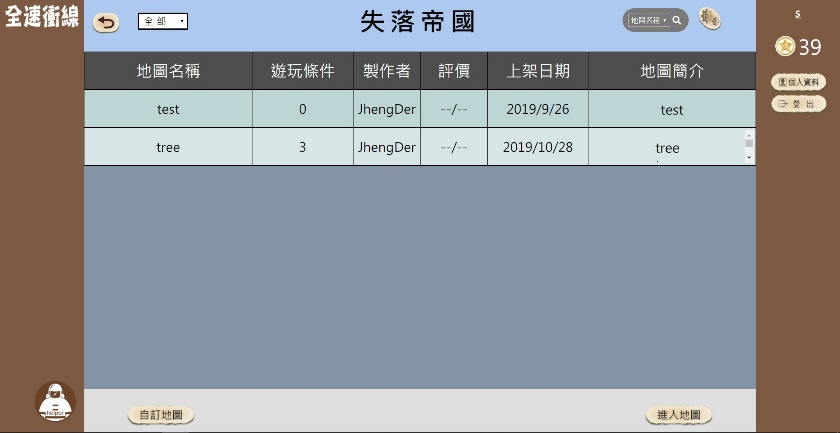 全速衝線
全部
失落帝國
地圖名稱
S
39
個人資料
登出
地圖名稱 遊玩條件 製作者 評價 上架日期 地圖簡介
test 0 JhengDer --/-- 2019/9/26 test
tree 3 JhengDer --/-- 2019/10/28 tree
helper
自訂地圖
進入地圖